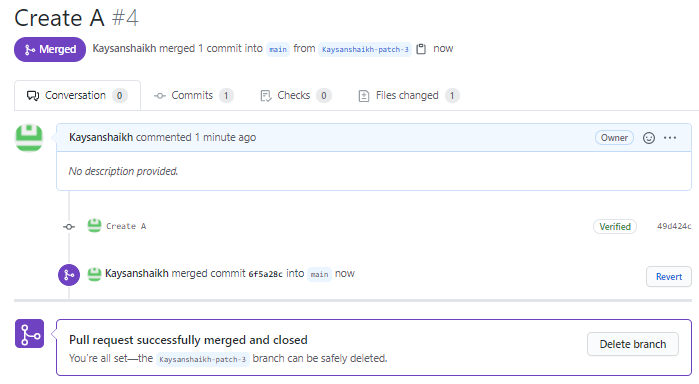 Create A #4
Merged Kaysanshaikh merged 1 commit into main from Kaysanshaikh-patch-3 now
Conversation 0 Commits 1 Checks 0 Files changed 1
Kaysanshaikh commented 1 minute ago Owner
No description provided.
Create A Verified 49d424c
Kaysanshaikh merged commit 6f5a28c into main now Revert
Pull request successfully merged and closed
You're all set—the Kaysanshaikh-patch-3 branch can be safely deleted.
Delete branch